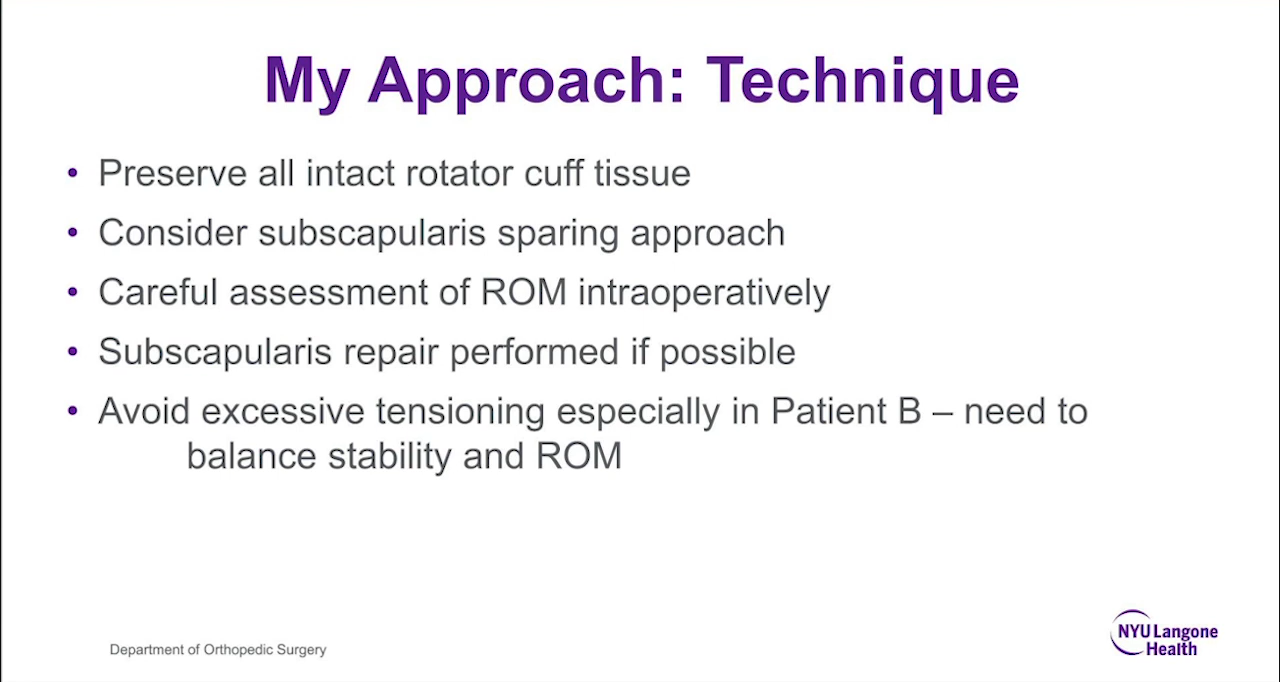 My Approach: Technique
• Preserve all intact rotator cuff tissue
• Consider subscapularis sparing approach
• Careful assessment of ROM intraoperatively
• Subscapularis repair performed if possible
• Avoid excessive tensioning especially in Patient B – need to
balance stability and ROM
Department of Orthopedic Surgery
NYU Langone
Health